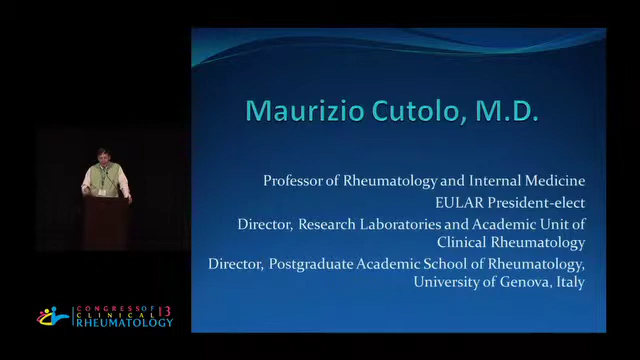 Maurizio Cutolo, M.D.
Professor of Rheumatology and Internal Medicine
EULAR President-elect
Director, Research Laboratories and Academic Unit of
Clinical Rheumatology
Director, Postgraduate Academic School of Rheumatology,
University of Genova, Italy
CONGRESS OF 13
CLINICAL
RHEUMATOLOGY